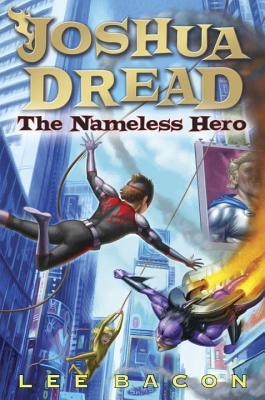 JOSHUA
DREAD
The Nameless Hero
LEE BACON